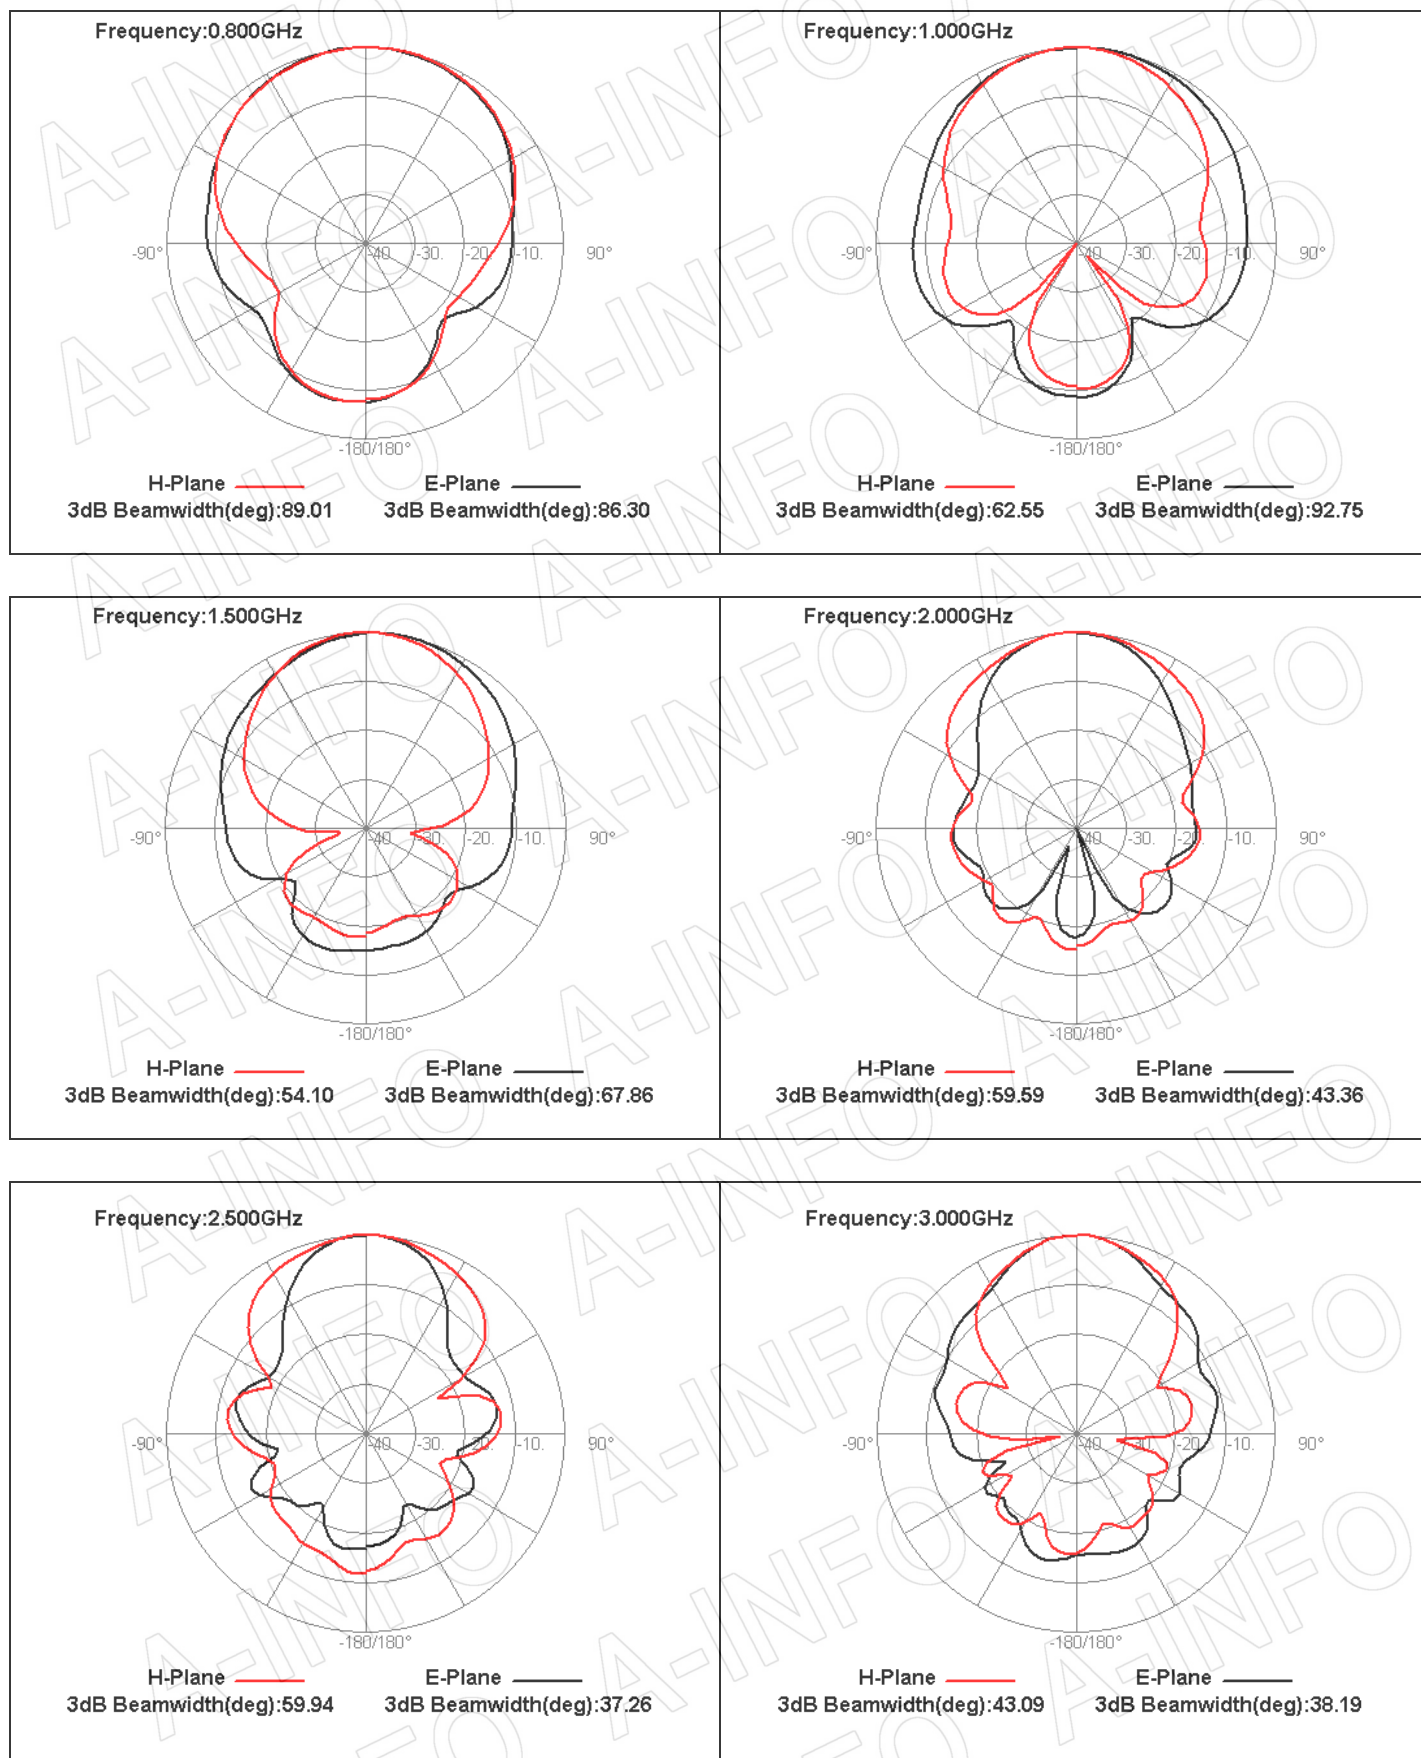 Frequency:0.800GHz
-90° -40 -30. -20. -10. 90°
-180/180°
H-Plane E-Plane
3dB Beamwidth(deg):89.01 3dB Beamwidth(deg):86.30
Frequency:1.000GHz
-90° -40 -30. -20. -10. 90°
-180/180°
H-Plane E-Plane
3dB Beamwidth(deg):62.55 3dB Beamwidth(deg):92.75
Frequency:1.500GHz
-90° -40 -30. -20. -10. 90°
-180/180°
H-Plane E-Plane
3dB Beamwidth(deg):54.10 3dB Beamwidth(deg):67.86
Frequency:2.000GHz
-90° -40 -30. -20. -10. 90°
-180/180°
H-Plane E-Plane
3dB Beamwidth(deg):59.59 3dB Beamwidth(deg):43.36
Frequency:2.500GHz
-90° -40 -30. -20. -10. 90°
-180/180°
H-Plane E-Plane
3dB Beamwidth(deg):59.94 3dB Beamwidth(deg):37.26
Frequency:3.000GHz
-90° -40 -30. -20. -10. 90°
-180/180°
H-Plane E-Plane
3dB Beamwidth(deg):43.09 3dB Beamwidth(deg):38.19
A-INFO